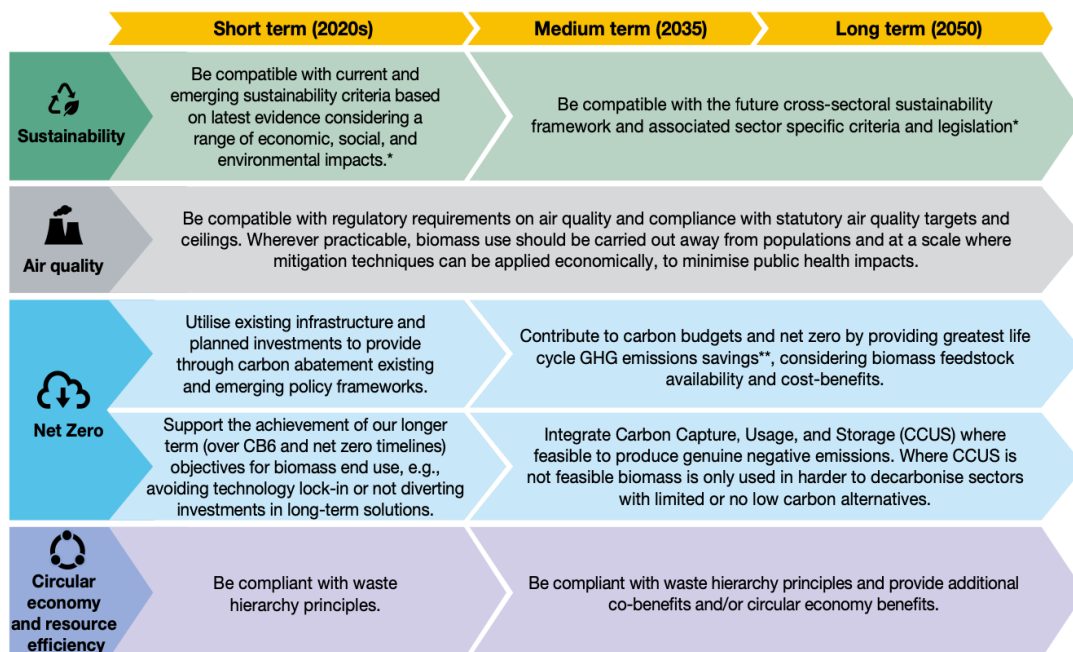 Short term (2020s)
Medium term (2035)
Long term (2050)
Sustainability
Be compatible with current and
emerging sustainability criteria based
on latest evidence considering a
range of economic, social, and
environmental impacts.*
Be compatible with the future cross-sectoral sustainability
framework and associated sector specific criteria and legislation*
Air quality
Be compatible with regulatory requirements on air quality and compliance with statutory air quality targets and
ceilings. Wherever practicable, biomass use should be carried out away from populations and at a scale where
mitigation techniques can be applied economically, to minimise public health impacts.
Net Zero
Utilise existing infrastructure and
planned investments to provide
through carbon abatement existing
and emerging policy frameworks.
Contribute to carbon budgets and net zero by providing greatest life
cycle GHG emissions savings**, considering biomass feedstock
availability and cost-benefits.
Support the achievement of our longer
term (over CB6 and net zero timelines)
objectives for biomass end use, e.g.,
avoiding technology lock-in or not diverting
investments in long-term solutions.
Integrate Carbon Capture, Usage, and Storage (CCUS) where
feasible to produce genuine negative emissions. Where CCUS is
not feasible biomass is only used in harder to decarbonise sectors
with limited or no low carbon alternatives.
Circular
economy
and resource
efficiency
Be compliant with waste
hierarchy principles.
Be compliant with waste hierarchy principles and provide additional
co-benefits and/or circular economy benefits.